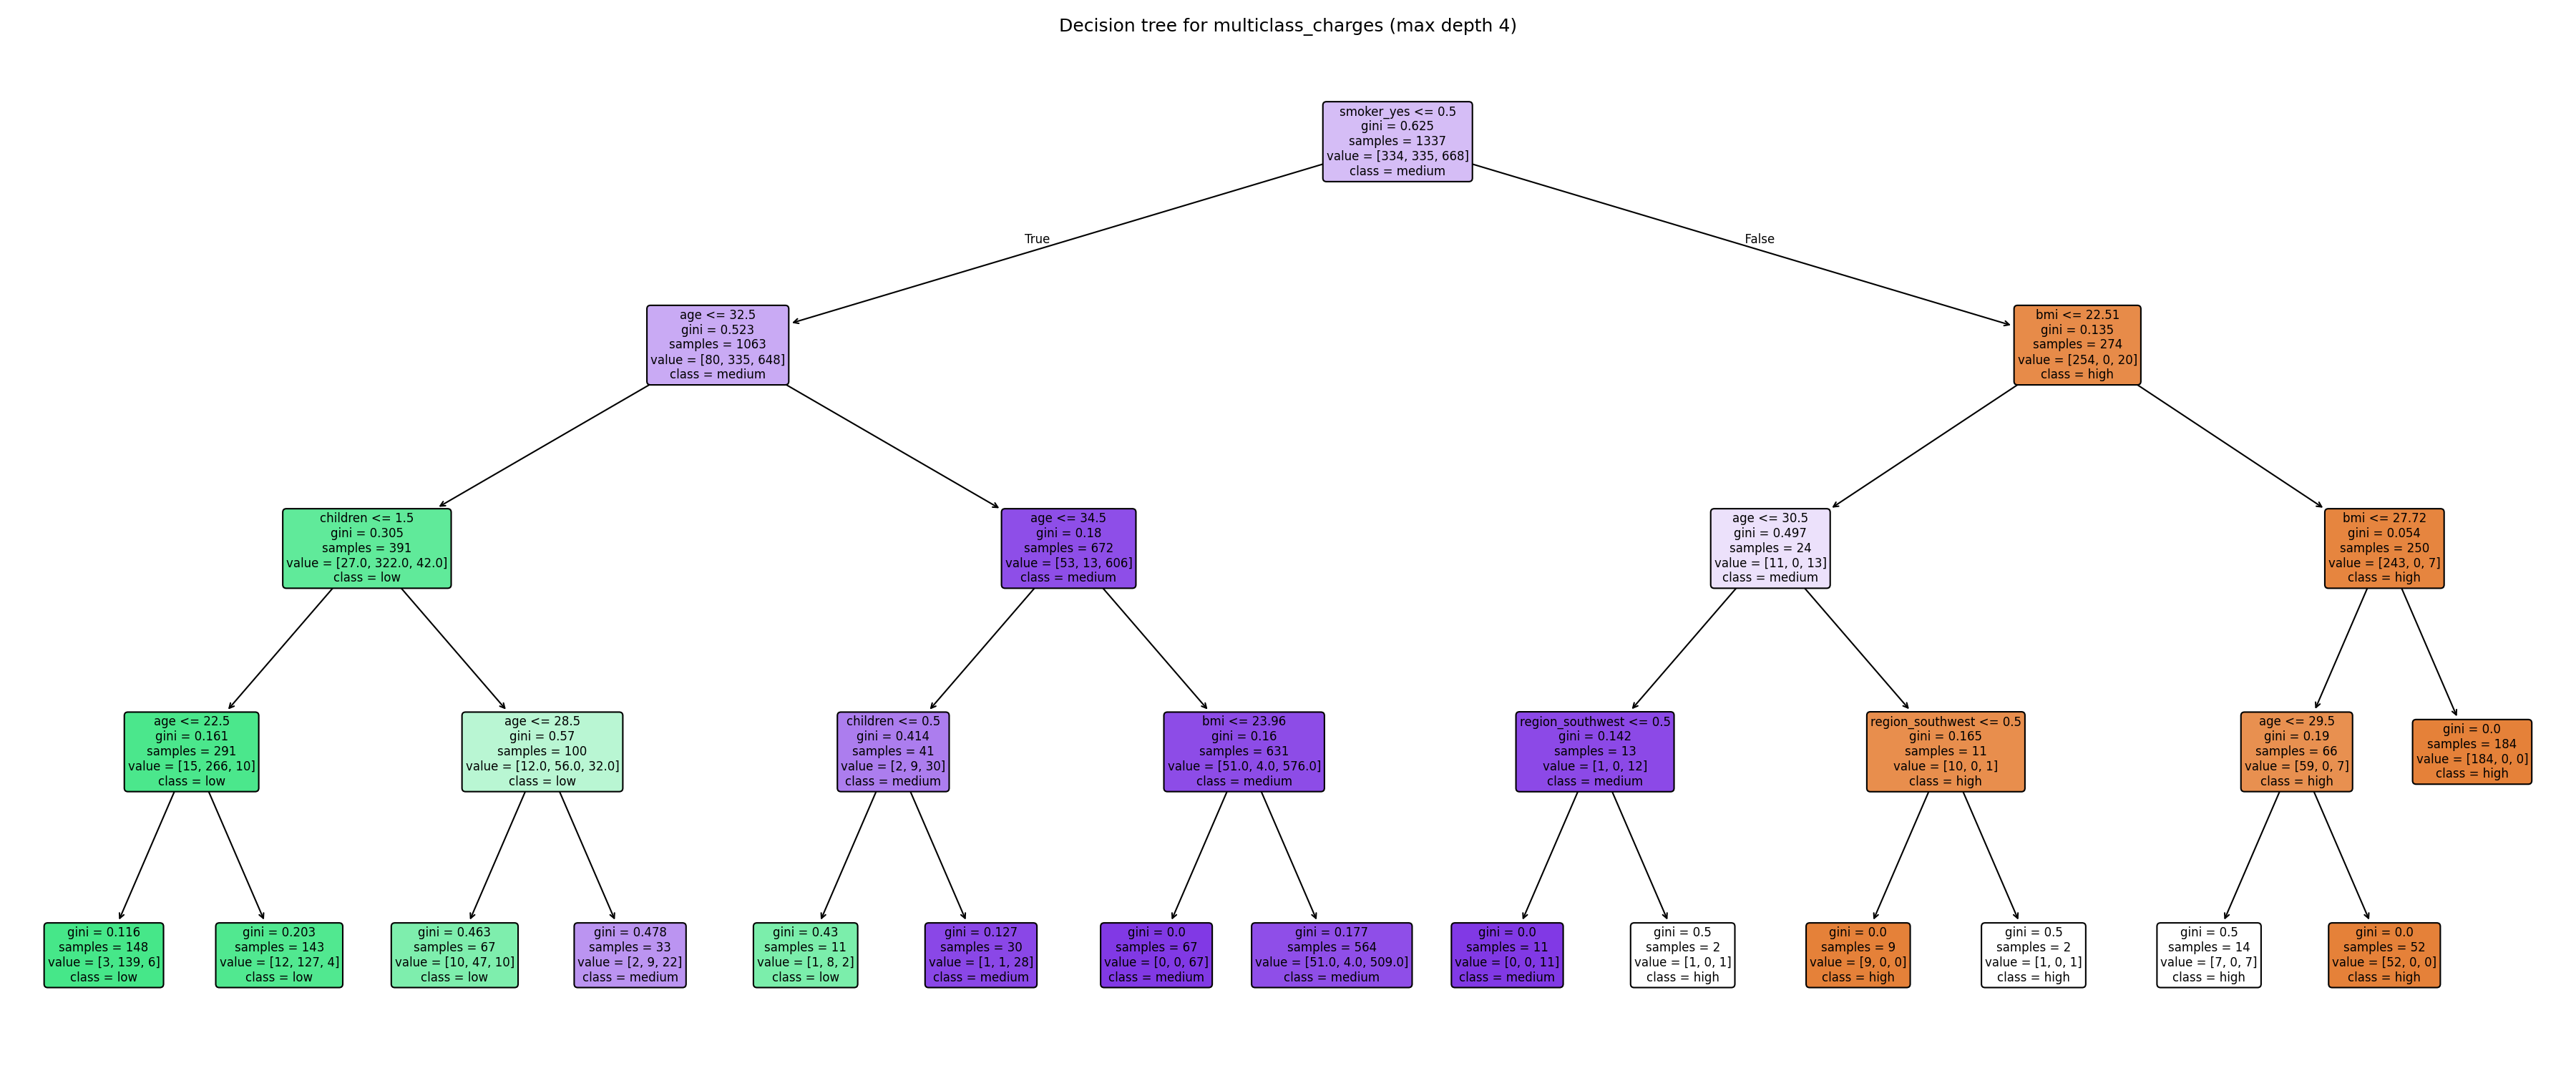 Decision tree for multiclass_charges (max depth 4)
smoker_yes <= 0.5
gini = 0.625
samples = 1337
value = [334, 335, 668]
class = medium
True
False
age <= 32.5
gini = 0.523
samples = 1063
value = [80, 335, 648]
class = medium
bmi <= 22.51
gini = 0.135
samples = 274
value = [254, 0, 20]
class = high
children <= 1.5
gini = 0.305
samples = 391
value = [27.0, 322.0, 42.0]
class = low
age <= 34.5
gini = 0.18
samples = 672
value = [53, 13, 606]
class = medium
age <= 30.5
gini = 0.497
samples = 24
value = [11, 0, 13]
class = medium
bmi <= 27.72
gini = 0.054
samples = 250
value = [243, 0, 7]
class = high
age <= 22.5
gini = 0.161
samples = 291
value = [15, 266, 10]
class = low
age <= 28.5
gini = 0.57
samples = 100
value = [12.0, 56.0, 32.0]
class = low
children <= 0.5
gini = 0.414
samples = 41
value = [2, 9, 30]
class = medium
bmi <= 23.96
gini = 0.16
samples = 631
value = [51.0, 4.0, 576.0]
class = medium
region_southwest <= 0.5
gini = 0.142
samples = 13
value = [1, 0, 12]
class = medium
region_southwest <= 0.5
gini = 0.165
samples = 11
value = [10, 0, 1]
class = high
age <= 29.5
gini = 0.19
samples = 66
value = [59, 0, 7]
class = high
gini = 0.0
samples = 184
value = [184, 0, 0]
class = high
gini = 0.116
samples = 148
value = [3, 139, 6]
class = low
gini = 0.203
samples = 143
value = [12, 127, 4]
class = low
gini = 0.463
samples = 67
value = [10, 47, 10]
class = low
gini = 0.478
samples = 33
value = [2, 9, 22]
class = medium
gini = 0.43
samples = 11
value = [1, 8, 2]
class = low
gini = 0.127
samples = 30
value = [1, 1, 28]
class = medium
gini = 0.0
samples = 67
value = [0, 0, 67]
class = medium
gini = 0.177
samples = 564
value = [51.0, 4.0, 509.0]
class = medium
gini = 0.0
samples = 11
value = [0, 0, 11]
class = medium
gini = 0.5
samples = 2
value = [1, 0, 1]
class = high
gini = 0.0
samples = 9
value = [9, 0, 0]
class = high
gini = 0.5
samples = 2
value = [1, 0, 1]
class = high
gini = 0.5
samples = 14
value = [7, 0, 7]
class = high
gini = 0.0
samples = 52
value = [52, 0, 0]
class = high